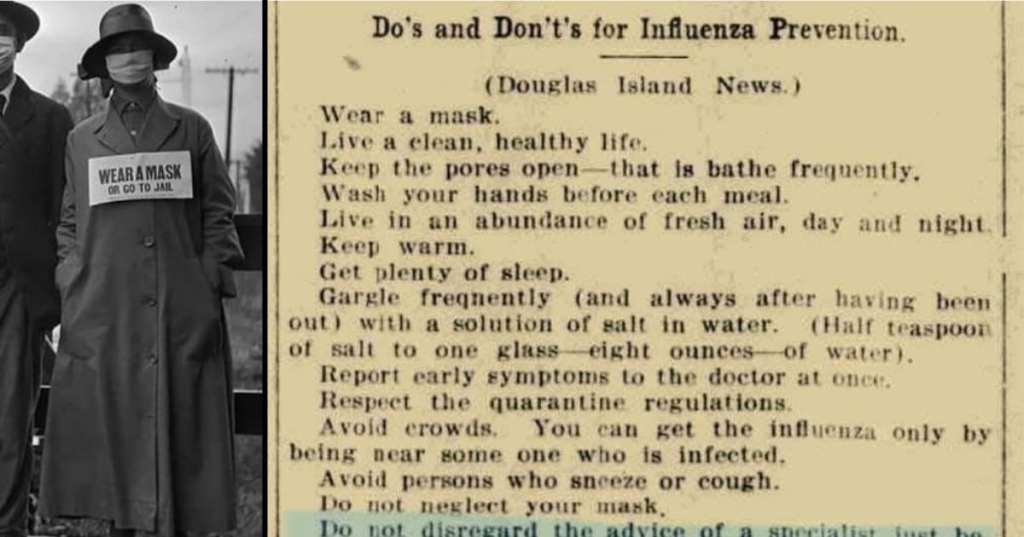 WEAR A MASK
OR GO TO JAIL
Do's and Don't's for Influenza Prevention.
(Douglas Island News.)
Wear a mask.
Live a clean, healthy life.
Keep the pores open—that is bathe frequently.
Wash your hands before each meal.
Live in an abundance of fresh air, day and night.
Keep warm.
Get plenty of sleep.
Gargle freqnently (and always after having been
out) with a solution of salt in water. (Half teaspoon
of salt to one glass—eight ounces—of water).
Report early symptoms to the doctor at once.
Respect the quarantine regulations.
Avoid crowds. You can get the influenza only by
being near some one who is infected.
Avoid persons who sneeze or cough.
Do not neglect your mask.
Do not disregard the advice of a specialist just be